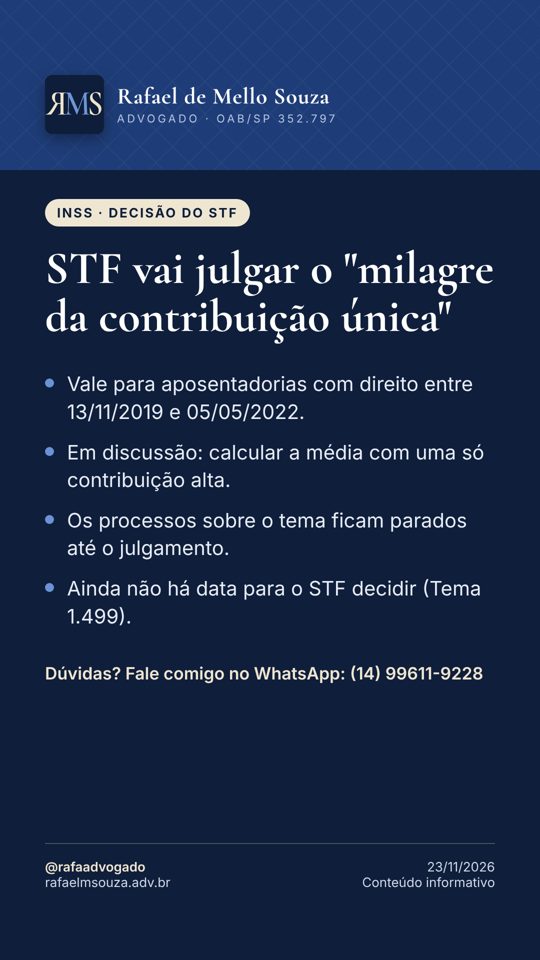 RMS
Rafael de Mello Souza
ADVOGADO · OAB/SP 352.797
INSS · DECISÃO DO STF
STF vai julgar o "milagre
da contribuição única"
Vale para aposentadorias com direito entre
13/11/2019 e 05/05/2022.
Em discussão: calcular a média com uma só
contribuição alta.
Os processos sobre o tema ficam parados
até o julgamento.
Ainda não há data para o STF decidir (Tema
1.499).
Dúvidas? Fale comigo no WhatsApp: (14) 99611-9228
@rafaadvogado
rafaelmsouza.adv.br
23/11/2026
Conteúdo informativo